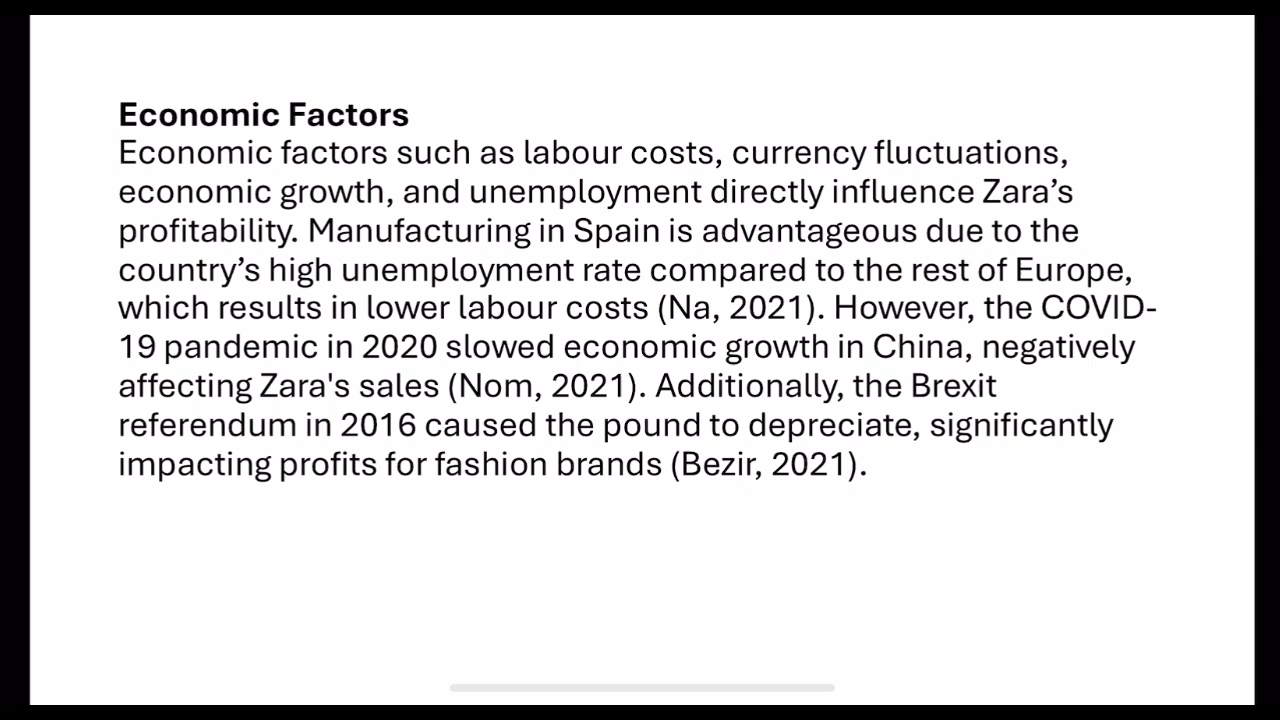 Economic Factors
Economic factors such as labour costs, currency fluctuations,
economic growth, and unemployment directly influence Zara’s
profitability. Manufacturing in Spain is advantageous due to the
country’s high unemployment rate compared to the rest of Europe,
which results in lower labour costs (Na, 2021). However, the COVID-
19 pandemic in 2020 slowed economic growth in China, negatively
affecting Zara's sales (Nom, 2021). Additionally, the Brexit
referendum in 2016 caused the pound to depreciate, significantly
impacting profits for fashion brands (Bezir, 2021).